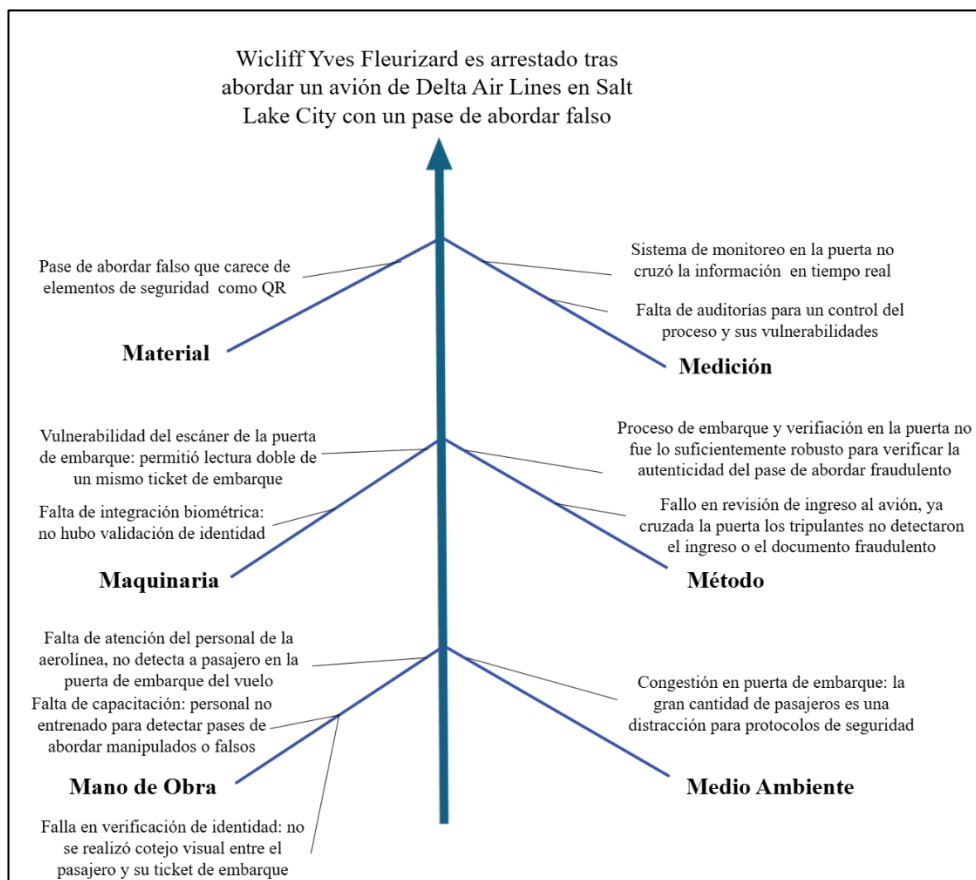 Wicliff Yves Fleurizard es arrestado tras
abordar un avión de Delta Air Lines en Salt
Lake City con un pase de abordar falso
Pase de abordar falso que carece de
elementos de seguridad como QR
Material
Sistema de monitoreo en la puerta no
cruzó la información en tiempo real
Falta de auditorías para un control del
proceso y sus vulnerabilidades
Medición
Vulnerabilidad del escáner de la puerta
de embarque: permitió lectura doble de
un mismo ticket de embarque
Falta de integración biométrica:
no hubo validación de identidad
Maquinaria
Proceso de embarque y verifiación en la puerta no
fue lo suficientemente robusto para verificar la
autenticidad del pase de abordar fraudulento
Fallo en revisión de ingreso al avión, ya
cruzada la puerta los tripulantes no detectaron
el ingreso o el documento fraudulento
Método
Falta de atención del personal de la
aerolínea, no detecta a pasajero en la
puerta de embarque del vuelo
Falta de capacitación: personal no
entrenado para detectar pases de
abordar manipulados o falsos
Mano de Obra
Falla en verificación de identidad: no
se realizó cotejo visual entre el
pasajero y su ticket de embarque
Congestión en puerta de embarque: la
gran cantidad de pasajeros es una
distracción para protocolos de seguridad
Medio Ambiente